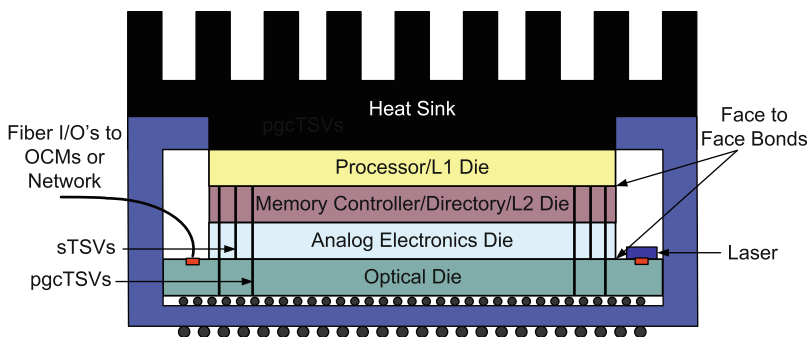 Heat Sink
pgcTSVs
Fiber I/O's to
OCMs or
Network
Face to
Face Bonds
Processor/L1 Die
Memory Controller/Directory/L2 Die
sTSVs
Analog Electronics Die
Laser
pgcTSVs
Optical Die